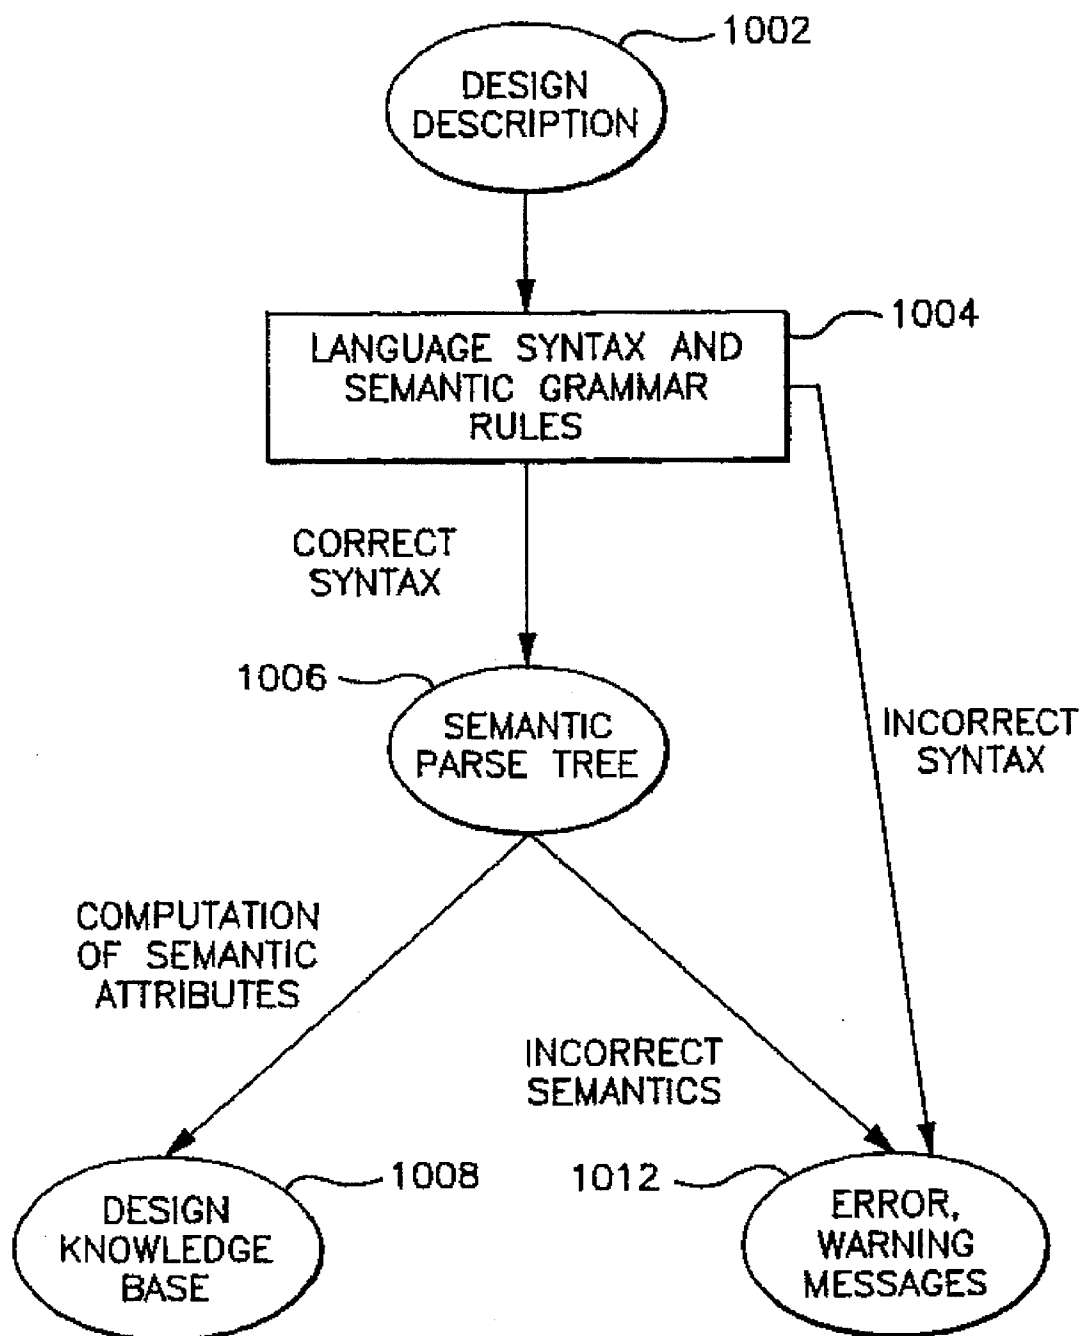 1002
DESIGN
DESCRIPTION
1004
LANGUAGE SYNTAX AND
SEMANTIC GRAMMAR
RULES
CORRECT
SYNTAX
1006
SEMANTIC
PARSE TREE
INCORRECT
SYNTAX
COMPUTATION
OF SEMANTIC
ATTRIBUTES
INCORRECT
SEMANTICS
1008
1012
DESIGN
KNOWLEDGE
BASE
ERROR,
WARNING
MESSAGES